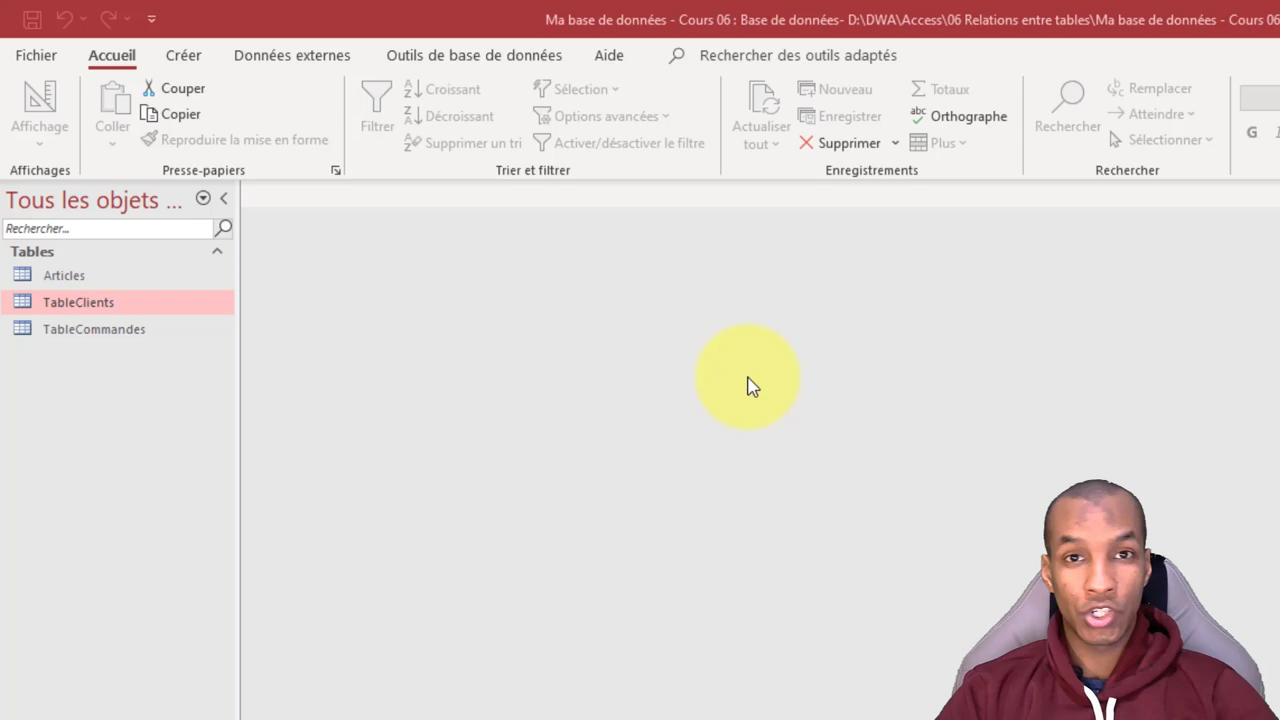 Ma base de données - Cours 06 : Base de données- D:\DWA\Access\06 Relations entre tables\Ma base de données - Cours 06
Fichier Accueil Créer Données externes Outils de base de données Aide Rechercher des outils adaptés
Affichage
Affichages
Coller
Couper
Copier
Reproduire la mise en forme
Presse-papiers
Filtrer
Croissant
Décroissant
Supprimer un tri
Sélection
Options avancées
Activer/désactiver le filtre
Trier et filtrer
Actualiser
tout
Nouveau
Enregistrer
Supprimer
Totaux
abc Orthographe
Plus
Enregistrements
Rechercher
ab Remplacer
Atteindre
Sélectionner
Rechercher
G
Tous les objets ...
Rechercher...
Tables
Articles
TableClients
TableCommandes